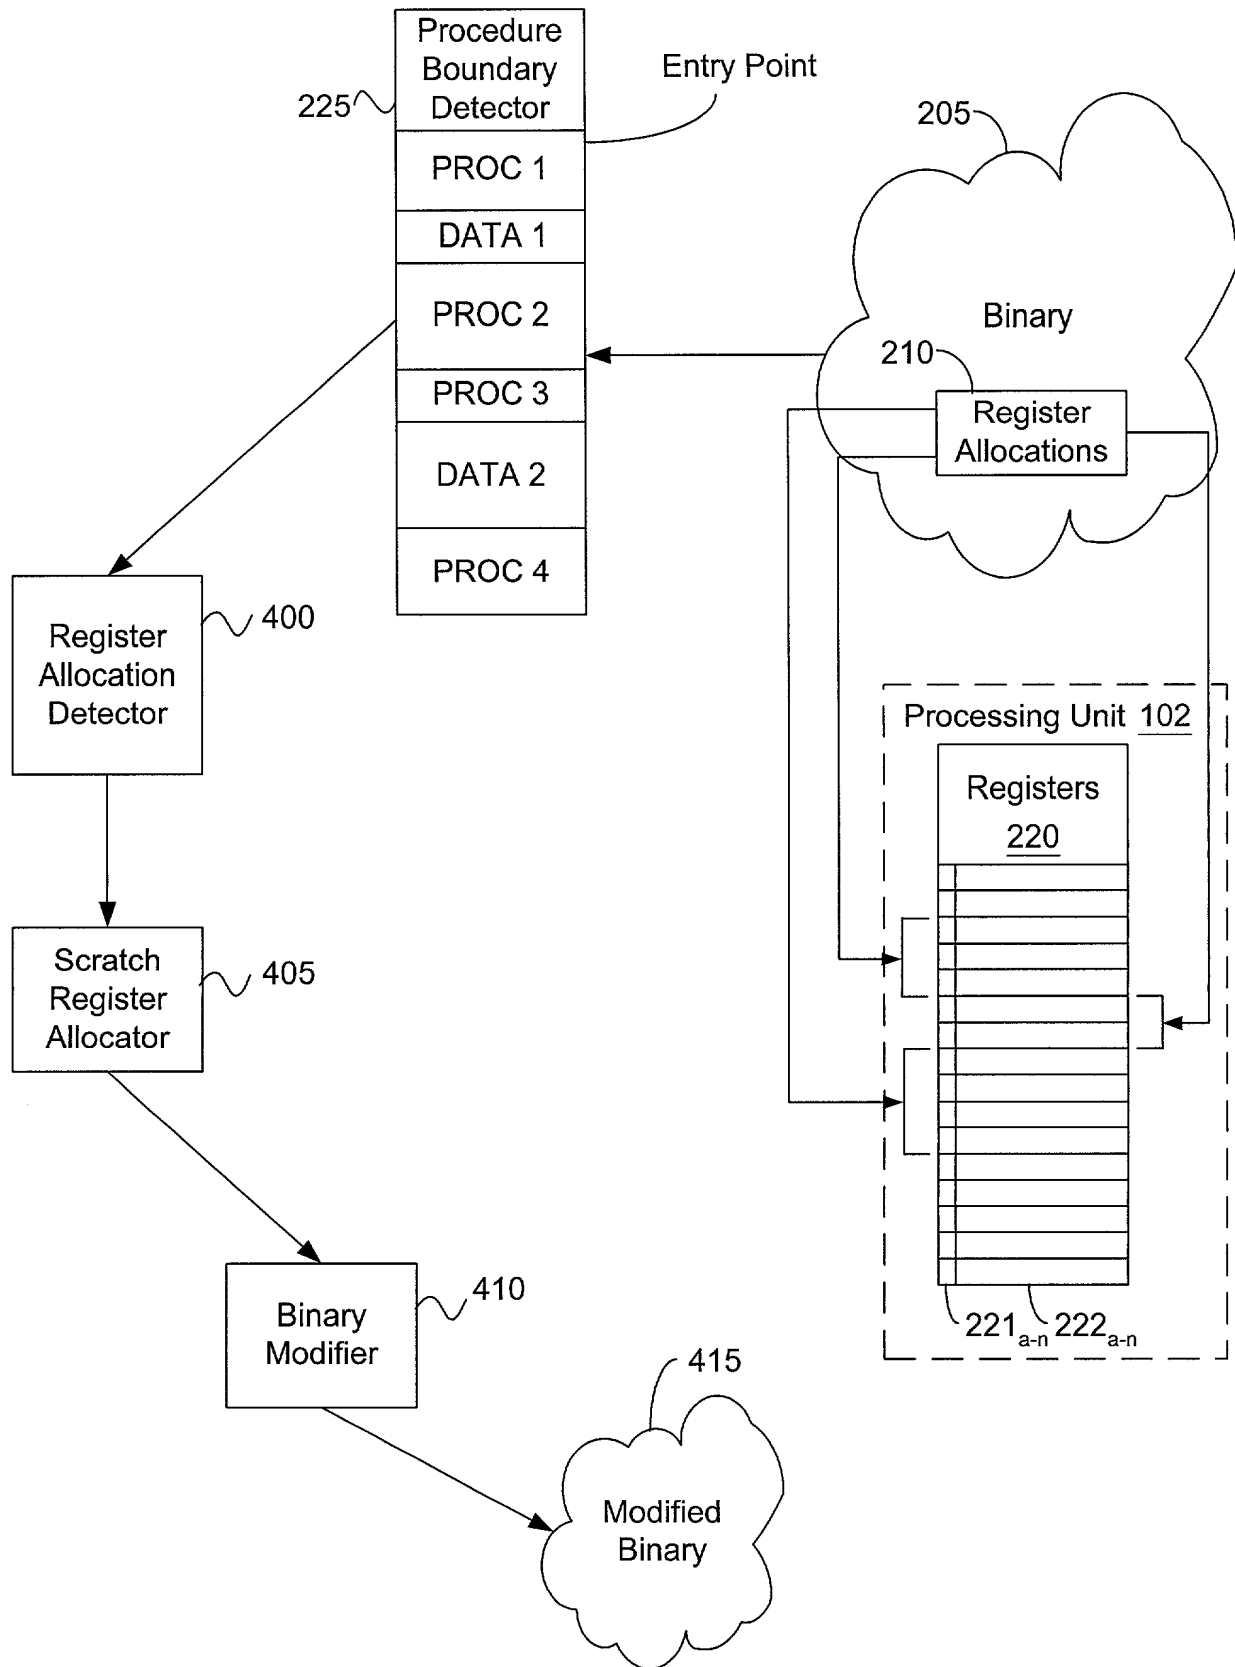 Procedure
Boundary
Detector
225
Entry Point
PROC 1
DATA 1
PROC 2
PROC 3
DATA 2
PROC 4
205
Binary
210
Register
Allocations
Register
Allocation
Detector
400
Processing Unit 102
Registers
220
221a-n
222a-n
Scratch
Register
Allocator
405
Binary
Modifier
410
415
Modified
Binary